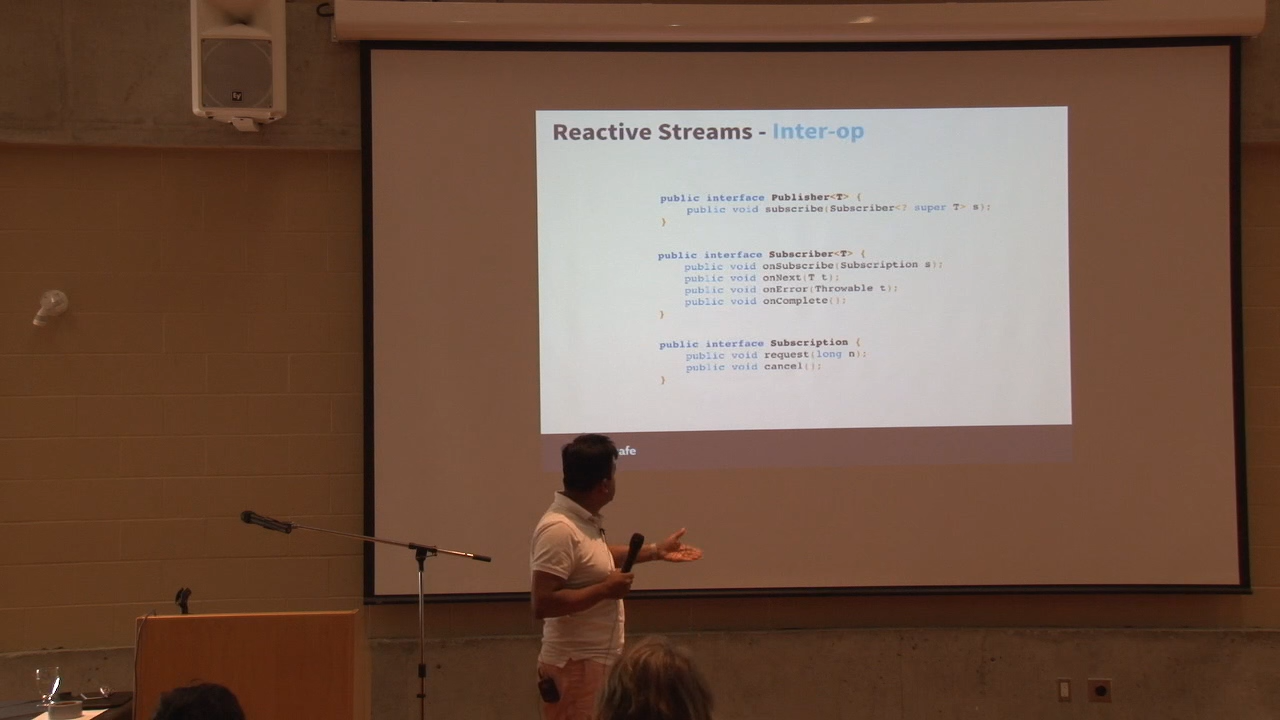 Reactive Streams - Inter-op
public interface Publisher<T> {
public void subscribe(Subscriber<? super T> s);
}
public interface Subscriber<T> {
public void onSubscribe(Subscription s);
public void onNext(T t);
public void onError(Throwable t);
public void onComplete();
}
public interface Subscription {
public void request(long n);
public void cancel();
}
afe